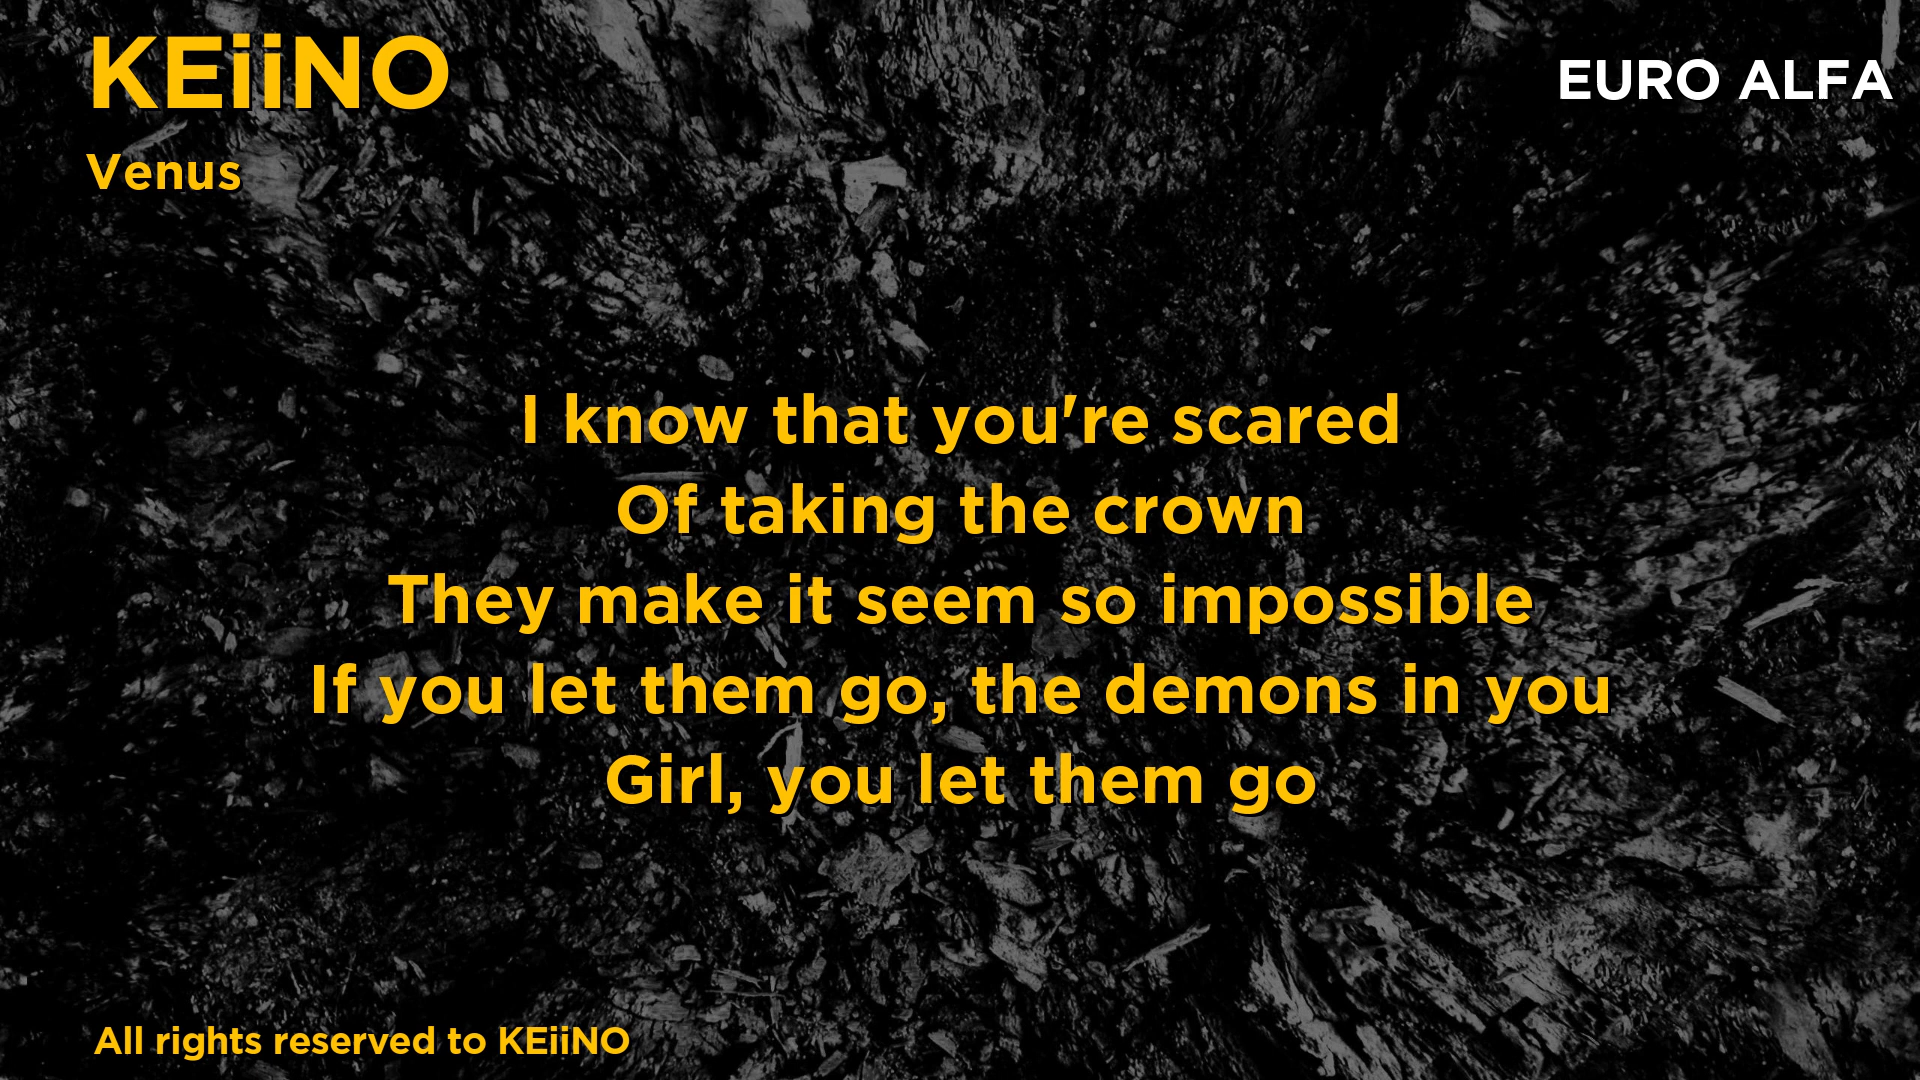 KEiiNO
EURO ALFA
Venus
I know that you're scared
Of taking the crown
They make it seem so impossible
If you let them go, the demons in you
Girl, you let them go
All rights reserved to KEiiNO